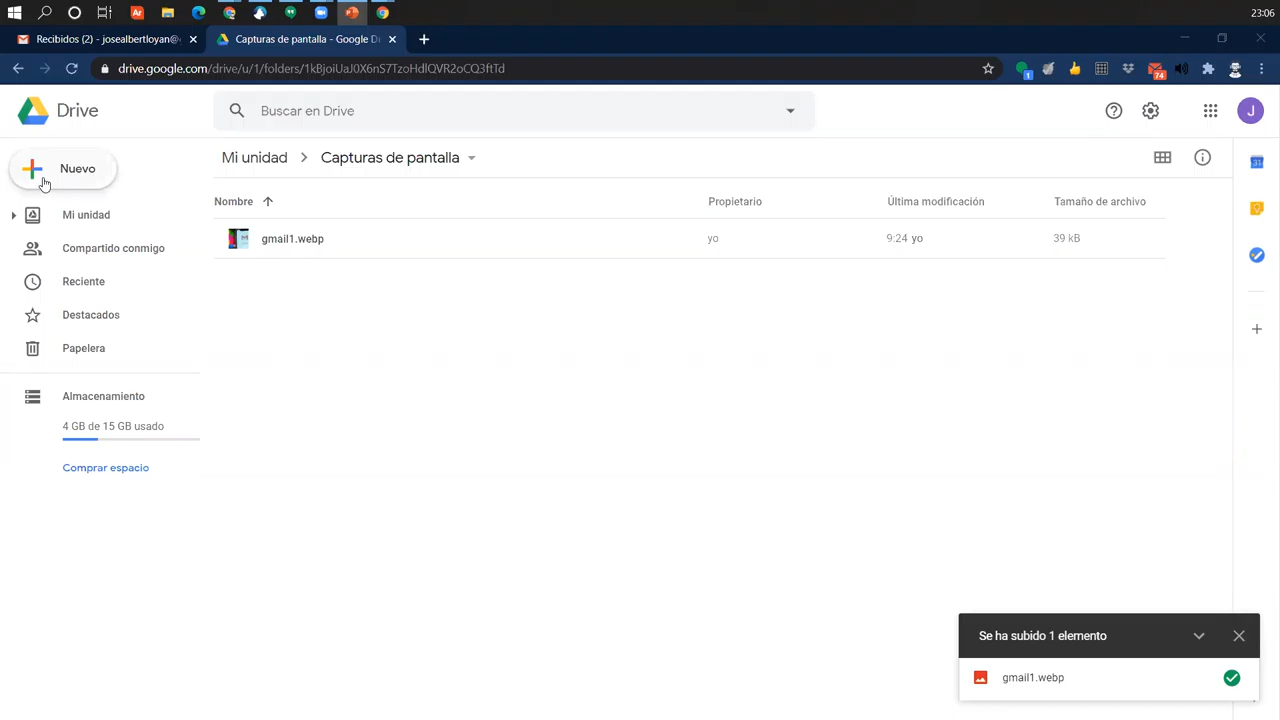 23:06
Recibidos (2) - josealbertloyan@
Capturas de pantalla - Google D
drive.google.com/drive/u/1/folders/1kBjoiUaJ0X6nS7TzoHdlQVR2oCQ3ftTd
1
74
Drive
Buscar en Drive
J
Nuevo
Mi unidad
Capturas de pantalla
31
Nombre
Propietario
Última modificación
Tamaño de archivo
Mi unidad
gmail1.webp
yo
9:24 yo
39 kB
Compartido conmigo
Reciente
Destacados
Papelera
Almacenamiento
4 GB de 15 GB usado
Comprar espacio
Se ha subido 1 elemento
gmail1.webp